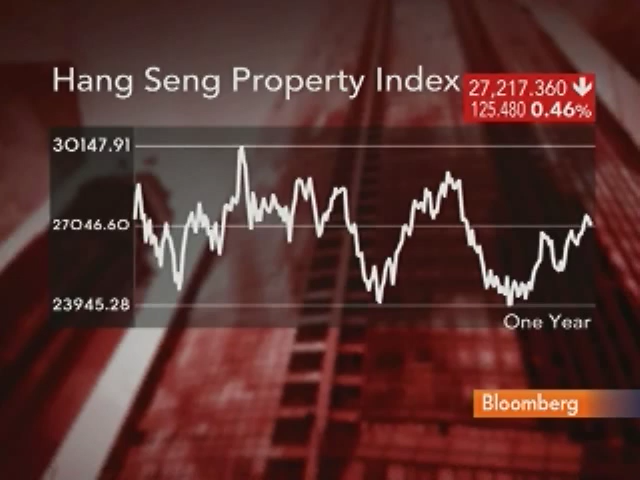 Hang Seng Property Index
27,217.360
125.480 0.46%
30147.91
27046.60
23945.28
One Year
Bloomberg